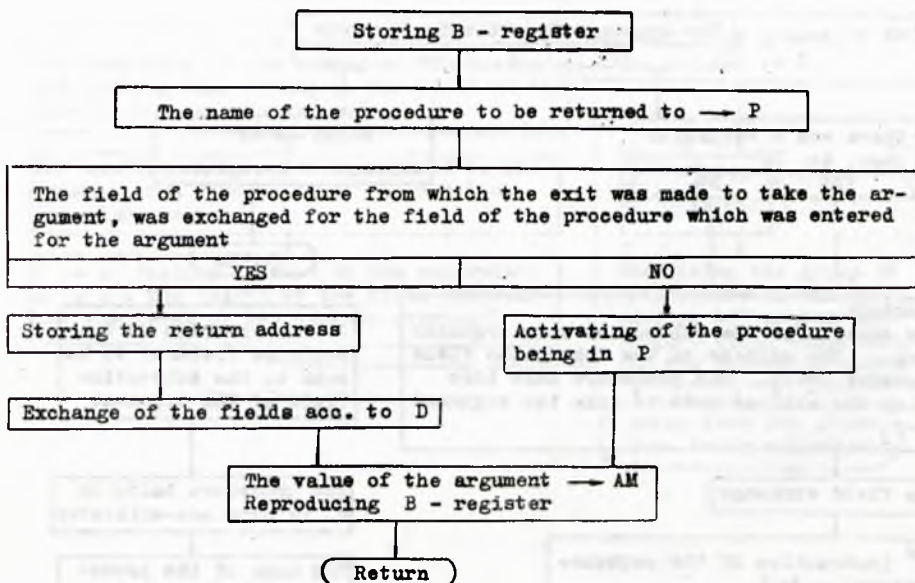 Storing B - register
The name of the procedure to be returned to → P
The field of the procedure from which the exit was made to take the ar-
gument, was exchanged for the field of the procedure which was entered
for the argument
YES NO
Storing the return address
Activating of the procedure
being in P
Exchange of the fields acc. to D
The value of the argument → AM
Reproducing B - register
Return